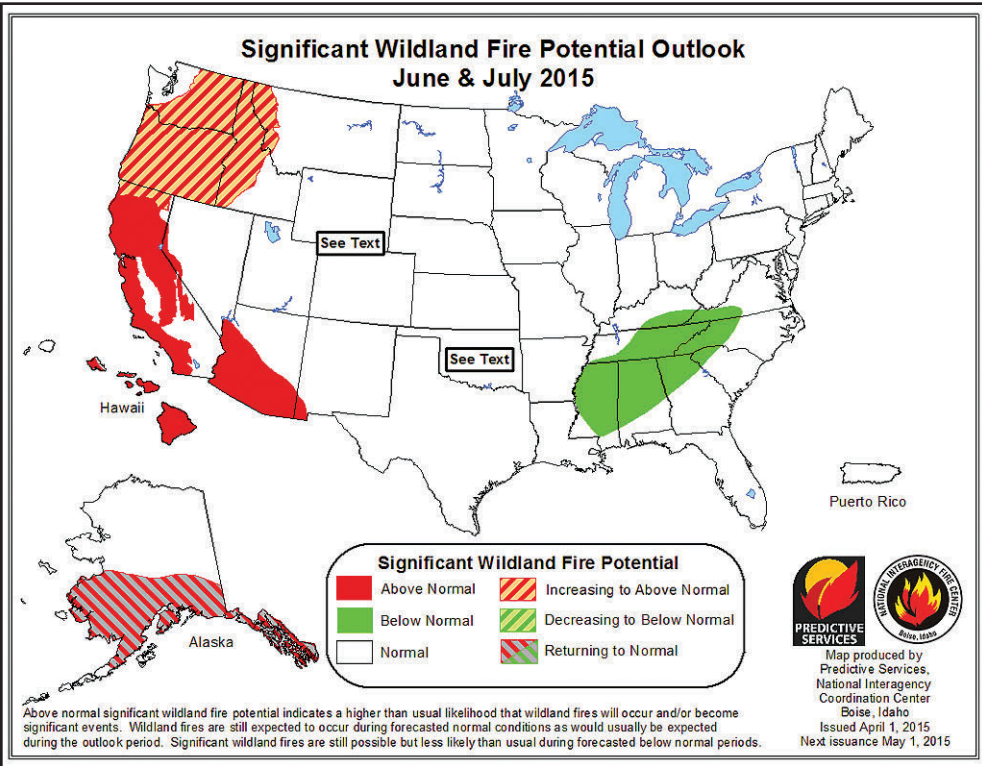 Significant Wildland Fire Potential Outlook
June & July 2015
See Text
See Text
Hawaii
Puerto Rico
Alaska
Significant Wildland Fire Potential
Above Normal
Increasing to Above Normal
Below Normal
Decreasing to Below Normal
Normal
Returning to Normal
PREDICTIVE
SERVICES
NATIONAL INTERAGENCY FIRE CENTER
Boise, Idaho
Map produced by
Predictive Services,
National Interagency
Coordination Center
Boise, Idaho
Issued April 1, 2015
Next issuance May 1, 2015
Above normal significant wildland fire potential indicates a higher than usual likelihood that wildland fires will occur and/or become
significant events. Wildland fires are still expected to occur during forecasted normal conditions as would usually be expected
during the outlook period. Significant wildland fires are still possible but less likely than usual during forecasted below normal periods.